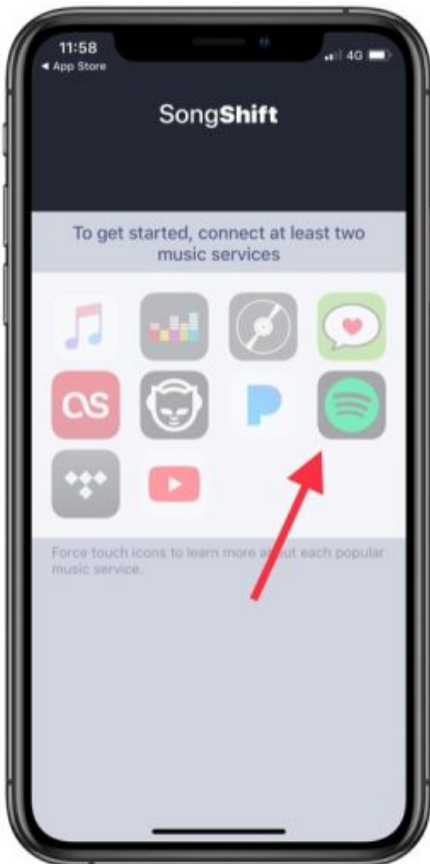 11:58
4G
App Store
SongShift
To get started, connect at least two
music services
Force touch icons to learn more about each popular
music service.